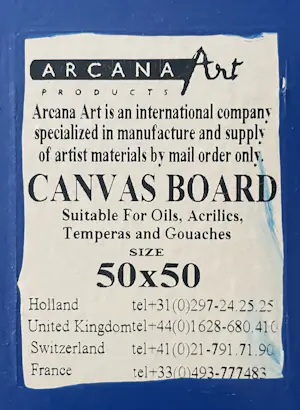 ARCANA Art
PRODUCTS
Arcana Art is an international company
specialized in manufacture and supply
of artist materials by mail order only.
CANVAS BOARD
Suitable For Oils, Acrilics,
Temperas and Gouaches
SIZE
50x50
Holland tel+31(0)297-24.25.25
United Kingdom tel+44(0)1628-680.410
Switzerland tel+41(0)21-791.71.90
France tel+33(0)493-777483